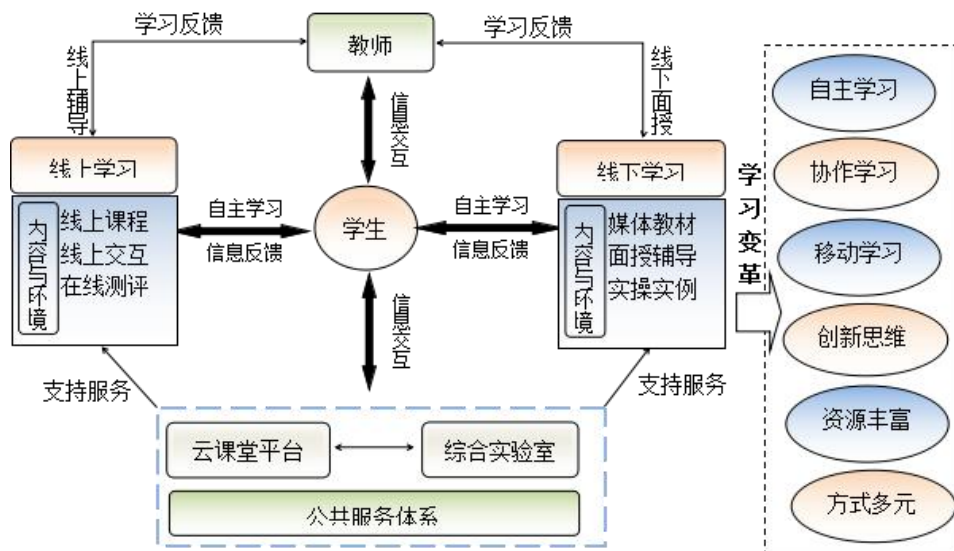 学习反馈
教师
学习反馈
线上辅导
信息交互
线下面授
线上学习
线下学习
内容与环境
线上课程
线上交互
在线测评
自主学习
信息反馈
学生
自主学习
信息反馈
内容与环境
媒体教材
面授辅导
实操实例
信息交互
支持服务
支持服务
云课堂平台
综合实验室
公共服务体系
学习变革
自主学习
协作学习
移动学习
创新思维
资源丰富
方式多元